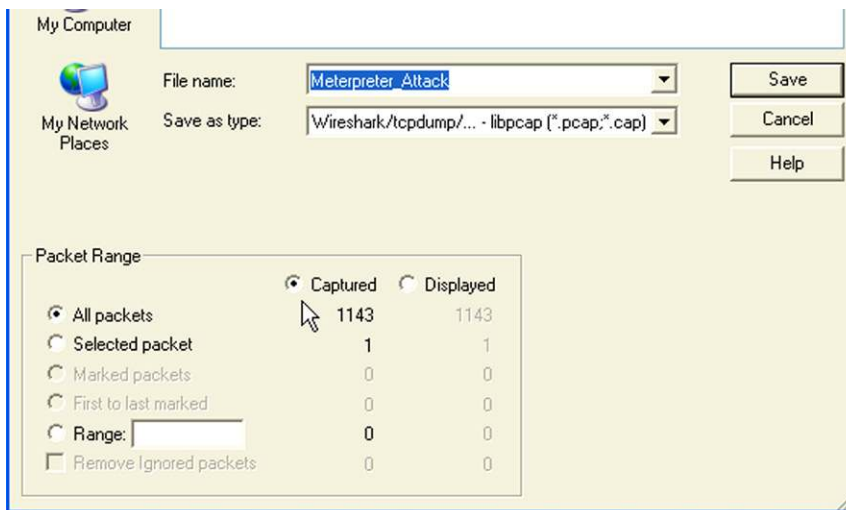 My Computer
File name: Meterpreter_Attack Save
My Network Places
Save as type: Wireshark/tcpdump/... - libpcap (*.pcap;*.cap) Cancel
Help
Packet Range
Captured Displayed
All packets 1143 1143
Selected packet 1 1
Marked packets 0 0
First to last marked 0 0
Range: 0 0
Remove Ignored packets 0 0